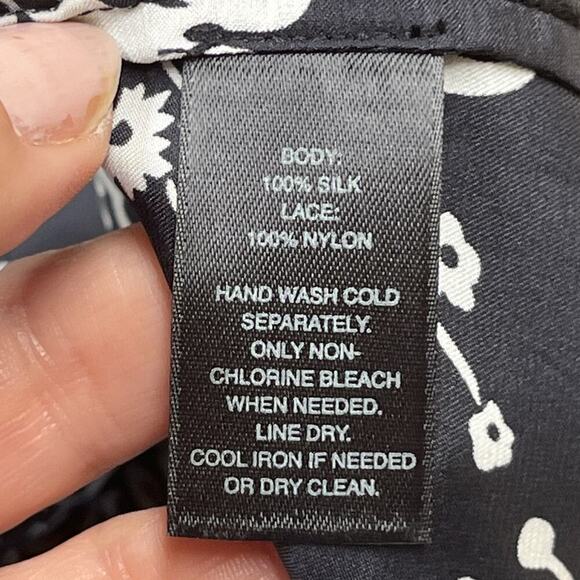 BODY:
100% SILK
LACE:
100% NYLON
HAND WASH COLD
SEPARATELY.
ONLY NON-
CHLORINE BLEACH
WHEN NEEDED.
LINE DRY.
COOL IRON IF NEEDED
OR DRY CLEAN.